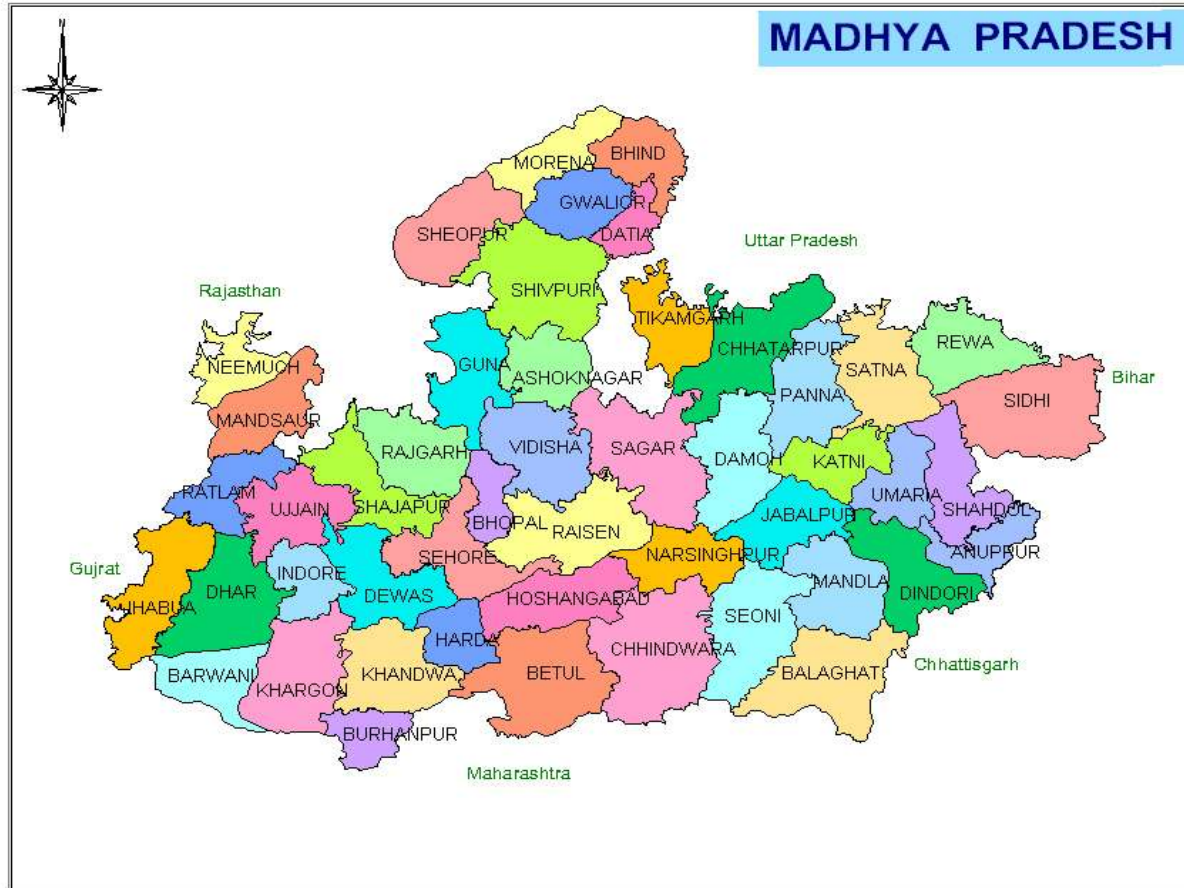 MADHYA PRADESH
MORENA
BHIND
GWALIOR
DATIA
SHEOPUR
Uttar Pradesh
SHIVPURI
Rajasthan
TIKAMGARH
CHHATARPUR
REWA
NEEMUCH
GUNA
ASHOKNAGAR
SATNA
Bihar
PANNA
SIDHI
MANDSAUR
RAJGARH
VIDISHA
SAGAR
DAMOH
KATNI
RATLAM
UJJAIN
SHAJAPUR
BHOPAL
RAISEN
JABALPUR
UMARIA
SHAHDOL
ANUPPUR
Gujrat
INDORE
SEHORE
NARSINGHPUR
MANDLA
DINDORI
JHABUA
DHAR
DEWAS
HOSHANGABAD
SEONI
HARDA
CHHINDWARA
BARWANI
KHARGON
KHANDWA
BETUL
BALAGHAT
Chhattisgarh
BURHANPUR
Maharashtra